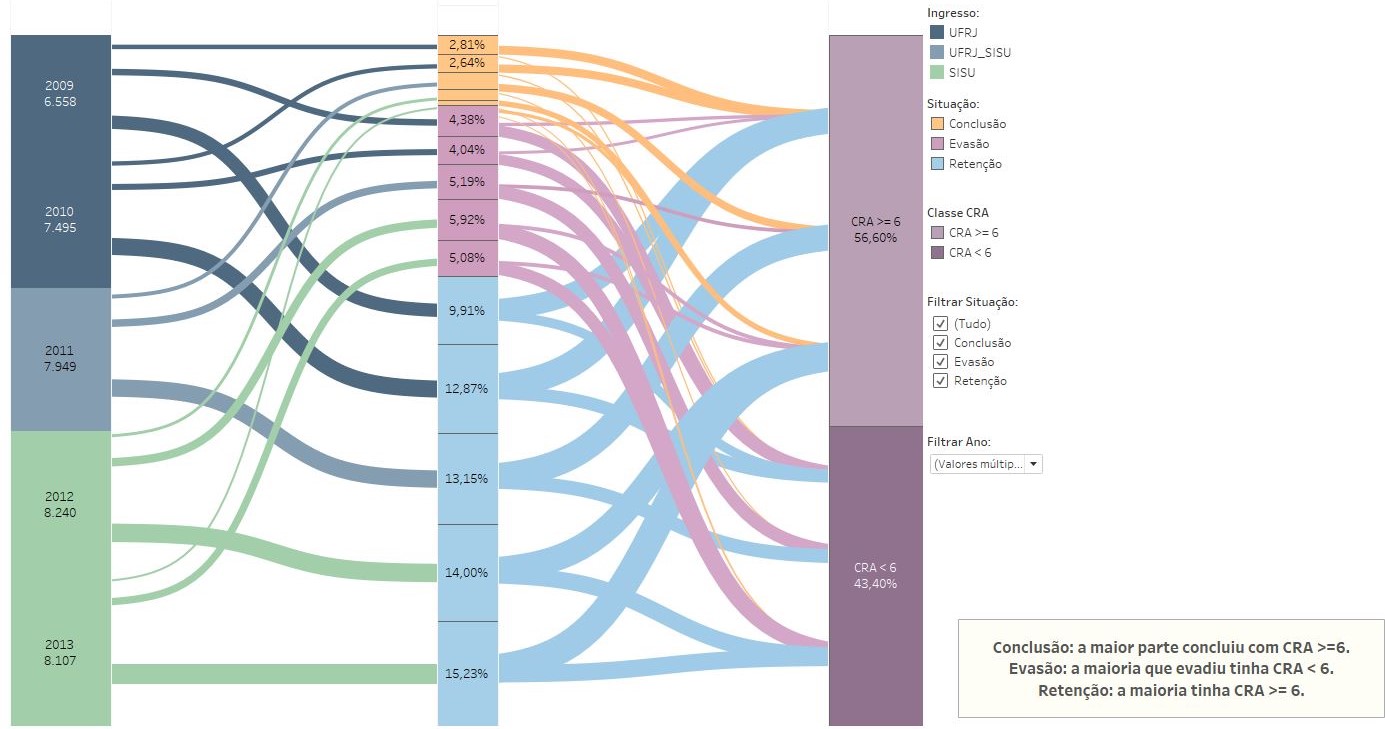 2009
6.558
2010
7.495
2011
7.949
2012
8.240
2013
8.107
2,81%
2,64%
4,38%
4,04%
5,19%
5,92%
5,08%
9,91%
12,87%
13,15%
14,00%
15,23%
CRA >= 6
56,60%
CRA < 6
43,40%
Ingresso:
UFRJ
UFRJ_SISU
SISU
Situação:
Conclusão
Evasão
Retenção
Classe CRA
CRA >= 6
CRA < 6
Filtrar Situação:
(Tudo)
Conclusão
Evasão
Retenção
Filtrar Ano:
(Valores múltip...
Conclusão: a maior parte concluiu com CRA >=6.
Evasão: a maioria que evadiu tinha CRA < 6.
Retenção: a maioria tinha CRA >= 6.